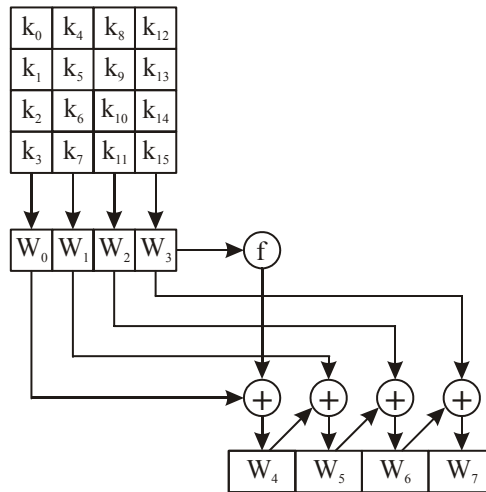 k₀ k₄ k₈ k₁₂
k₁ k₅ k₉ k₁₃
k₂ k₆ k₁₀ k₁₄
k₃ k₇ k₁₁ k₁₅
W₀ W₁ W₂ W₃ f
+ + + +
W₄ W₅ W₆ W₇